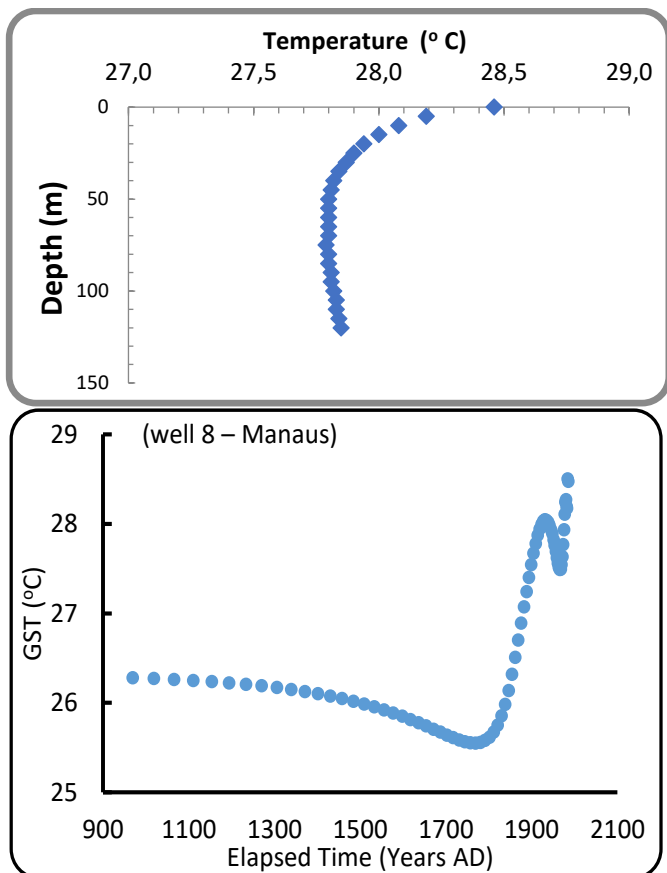 Temperature (° C)
27,0 27,5 28,0 28,5 29,0
0
50
100
150
Depth (m)
(well 8 – Manaus)
29
28
27
26
25
GST (°C)
900 1100 1300 1500 1700 1900 2100
Elapsed Time (Years AD)